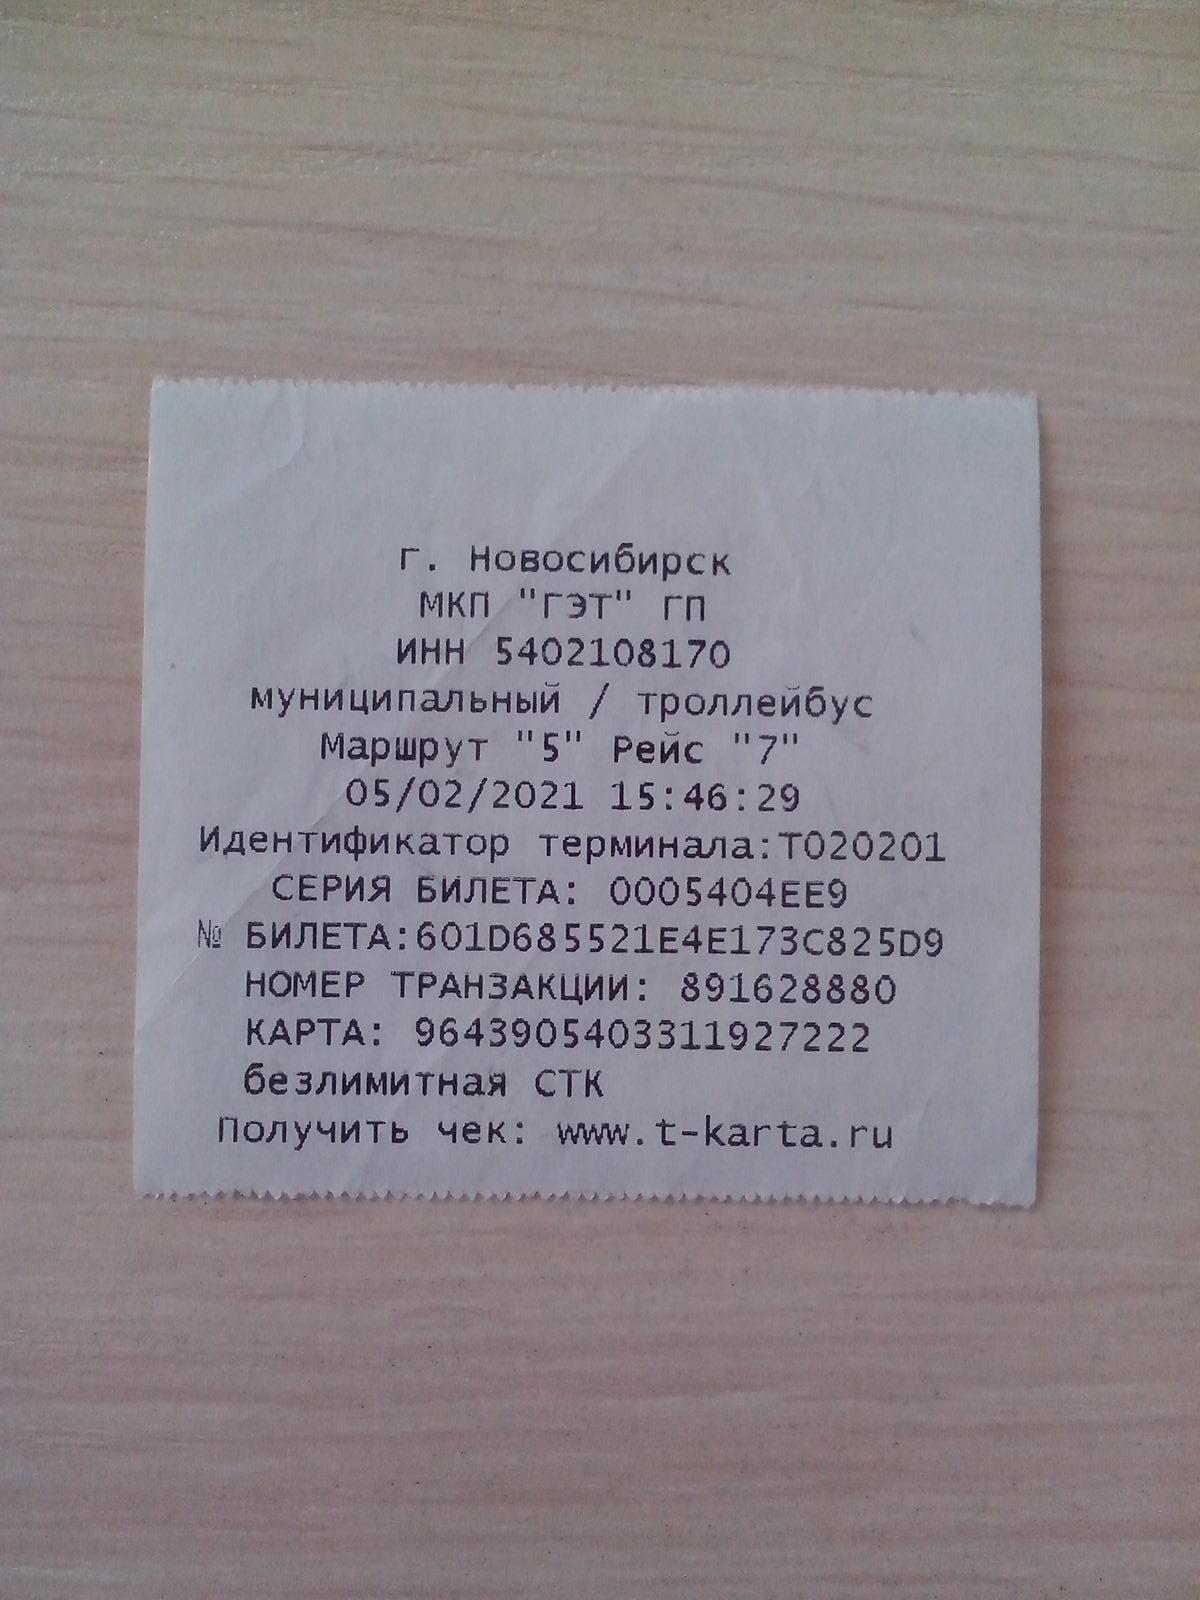 г. Новосибирск
МКП "ГЭТ" ГП
ИНН 5402108170
муниципальный / троллейбус
Маршрут "5" Рейс "7"
05/02/2021 15:46:29
Идентификатор терминала:T020201
СЕРИЯ БИЛЕТА: 0005404EE9
№ БИЛЕТА:601D685521E4E173C825D9
НОМЕР ТРАНЗАКЦИИ: 891628880
КАРТА: 9643905403311927222
безлимитная СТК
Получить чек: www.t-karta.ru